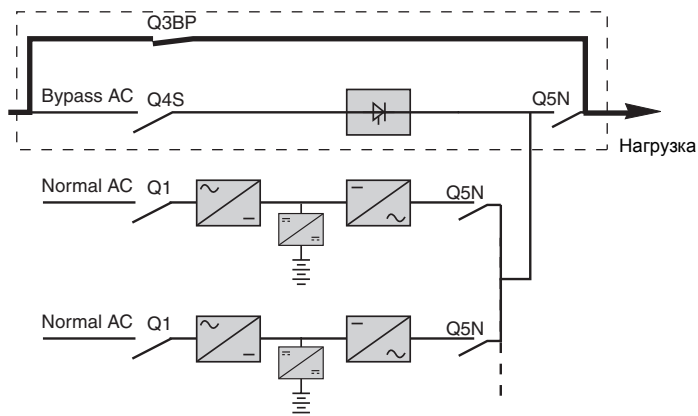 Q3BP
Bypass AC Q4S Q5N
Нагрузка
Normal AC Q1 Q5N
Normal AC Q1 Q5N